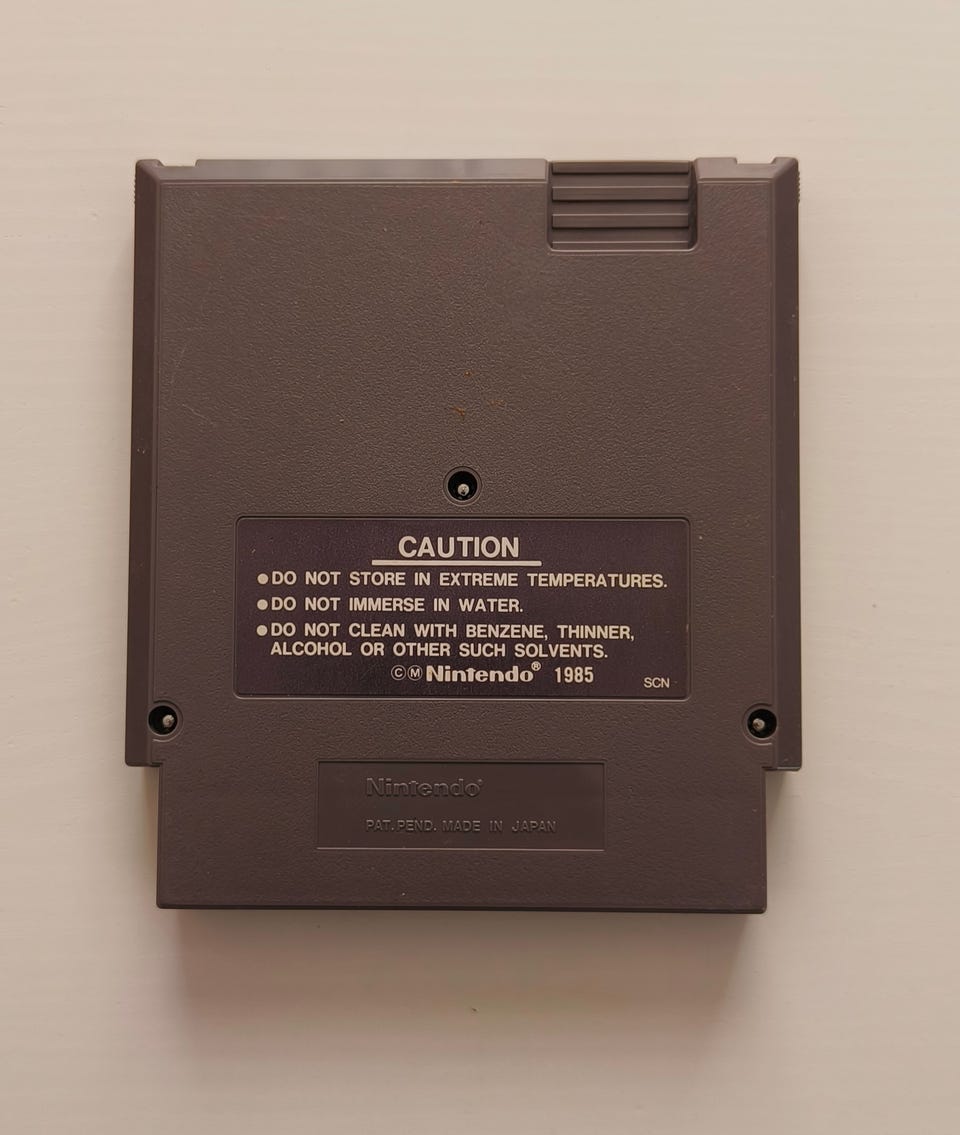 CAUTION
●DO NOT STORE IN EXTREME TEMPERATURES.
●DO NOT IMMERSE IN WATER.
●DO NOT CLEAN WITH BENZENE, THINNER,
ALCOHOL OR OTHER SUCH SOLVENTS.
ⒸⓂNintendo® 1985
SCN
Nintendo®
PAT.PEND. MADE IN JAPAN